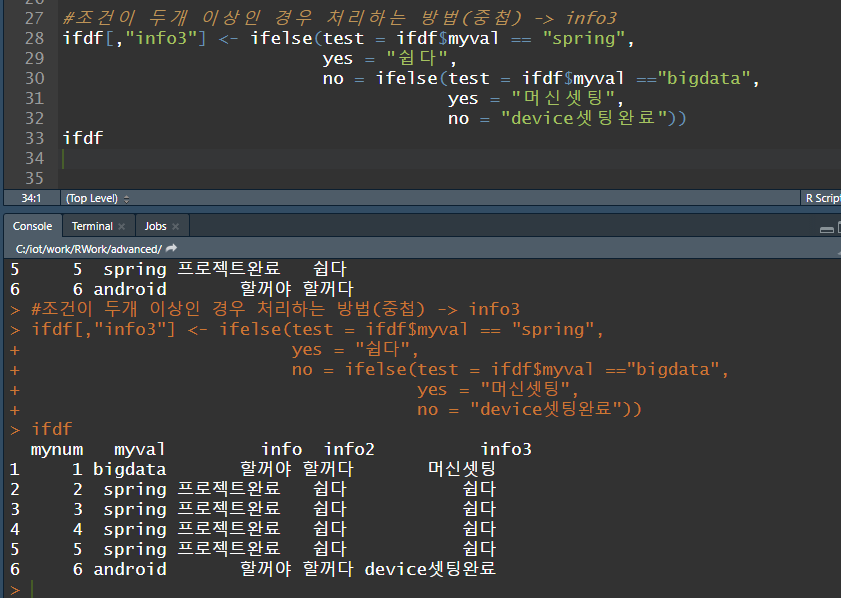 27 #조건이 두개 이상인 경우 처리하는 방법(중첩) -> info3
28 ifdf[,"info3"] <- ifelse(test = ifdf$myval == "spring",
29 yes = "쉽다",
30 no = ifelse(test = ifdf$myval =="bigdata",
31 yes = "머신셋팅",
32 no = "device셋팅완료"))
33 ifdf
34
35
34:1 (Top Level) R Script
Console Terminal Jobs
C:/iot/work/RWork/advanced/
5 5 spring 프로젝트완료 쉽다
6 6 android 할꺼야 할꺼다
> #조건이 두개 이상인 경우 처리하는 방법(중첩) -> info3
> ifdf[,"info3"] <- ifelse(test = ifdf$myval == "spring",
+ yes = "쉽다",
+ no = ifelse(test = ifdf$myval =="bigdata",
+ yes = "머신셋팅",
+ no = "device셋팅완료"))
> ifdf
mynum myval info info2 info3
1 1 bigdata 할꺼야 할꺼다 머신셋팅
2 2 spring 프로젝트완료 쉽다 쉽다
3 3 spring 프로젝트완료 쉽다 쉽다
4 4 spring 프로젝트완료 쉽다 쉽다
5 5 spring 프로젝트완료 쉽다 쉽다
6 6 android 할꺼야 할꺼다 device셋팅완료
>